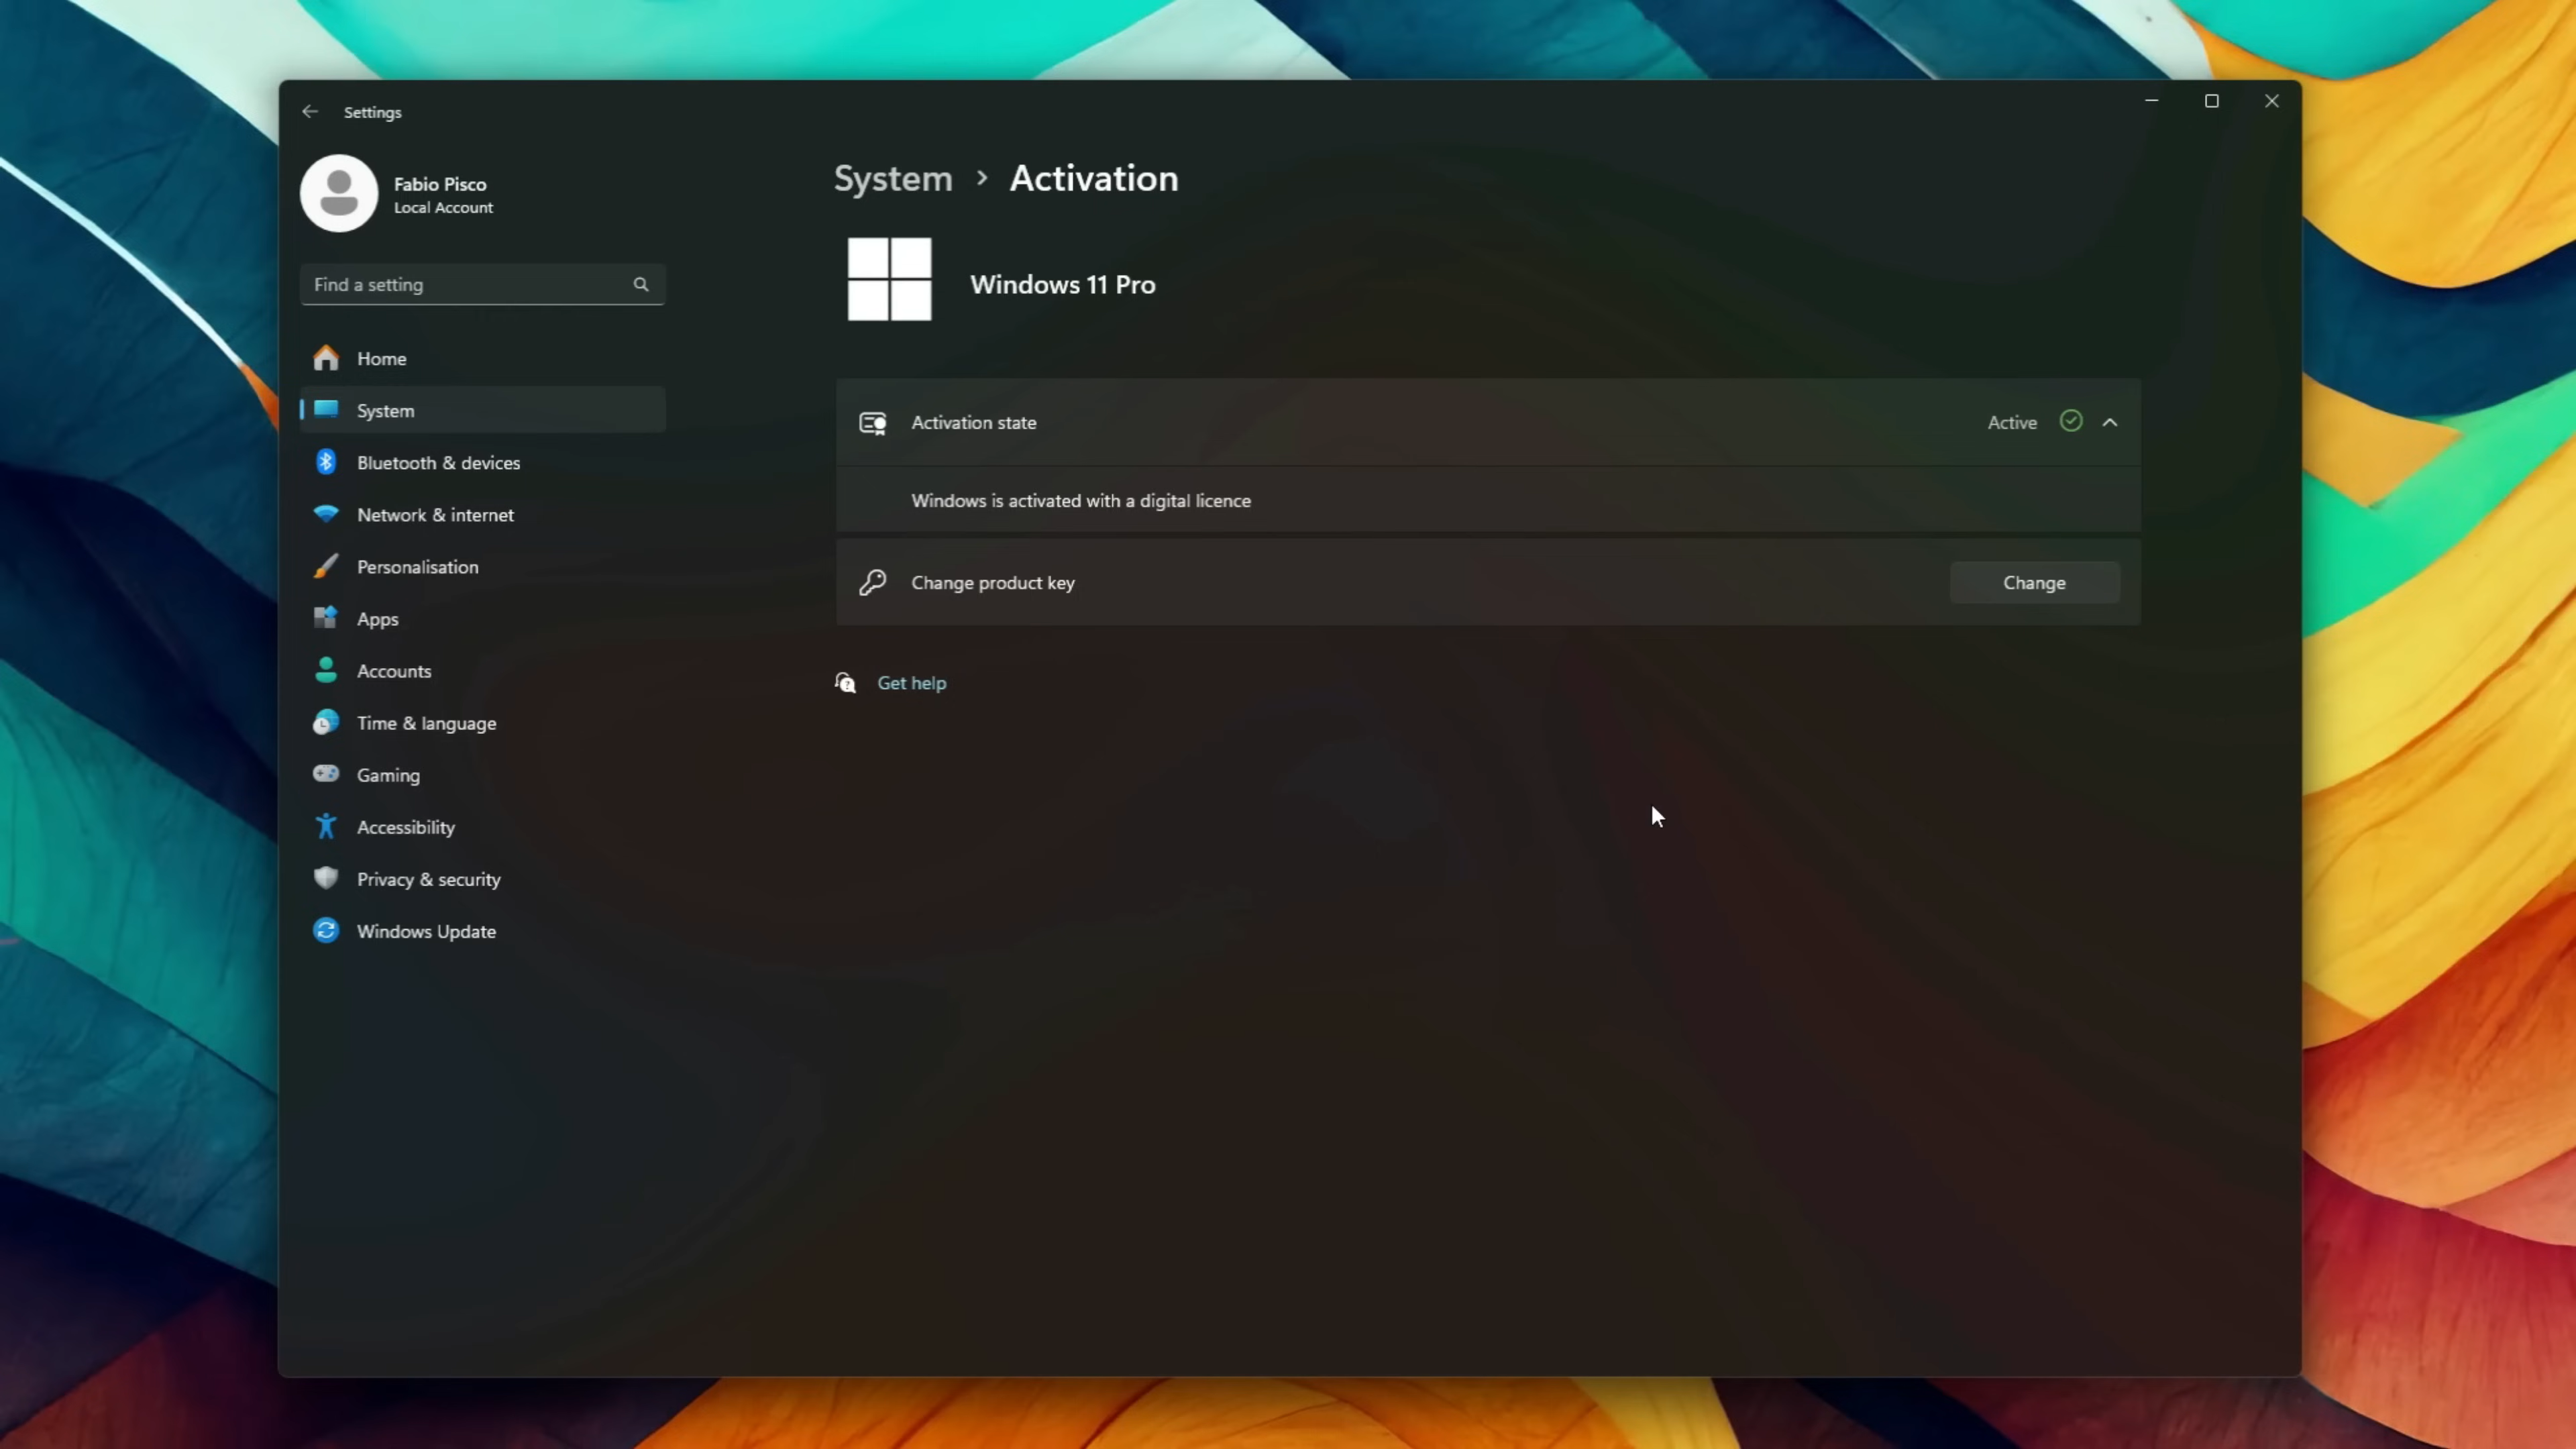 Settings
Fabio Pisco
Local Account
Find a setting
Home
System
Bluetooth & devices
Network & internet
Personalisation
Apps
Accounts
Time & language
Gaming
Accessibility
Privacy & security
Windows Update
System > Activation
Windows 11 Pro
Activation state
Active
Windows is activated with a digital licence
Change product key
Change
Get help